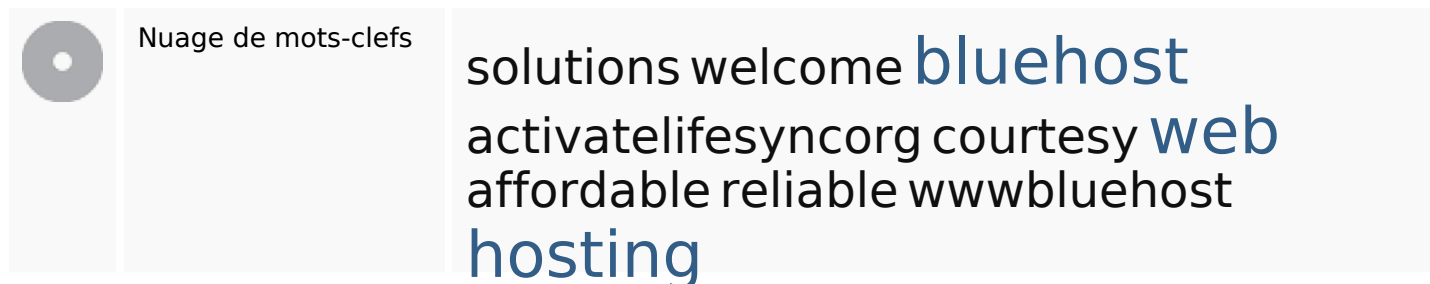 Nuage de mots-clefs
solutions welcome bluehost
activatelifesyncorg courtesy web
affordable reliable wwwbluehost
hosting